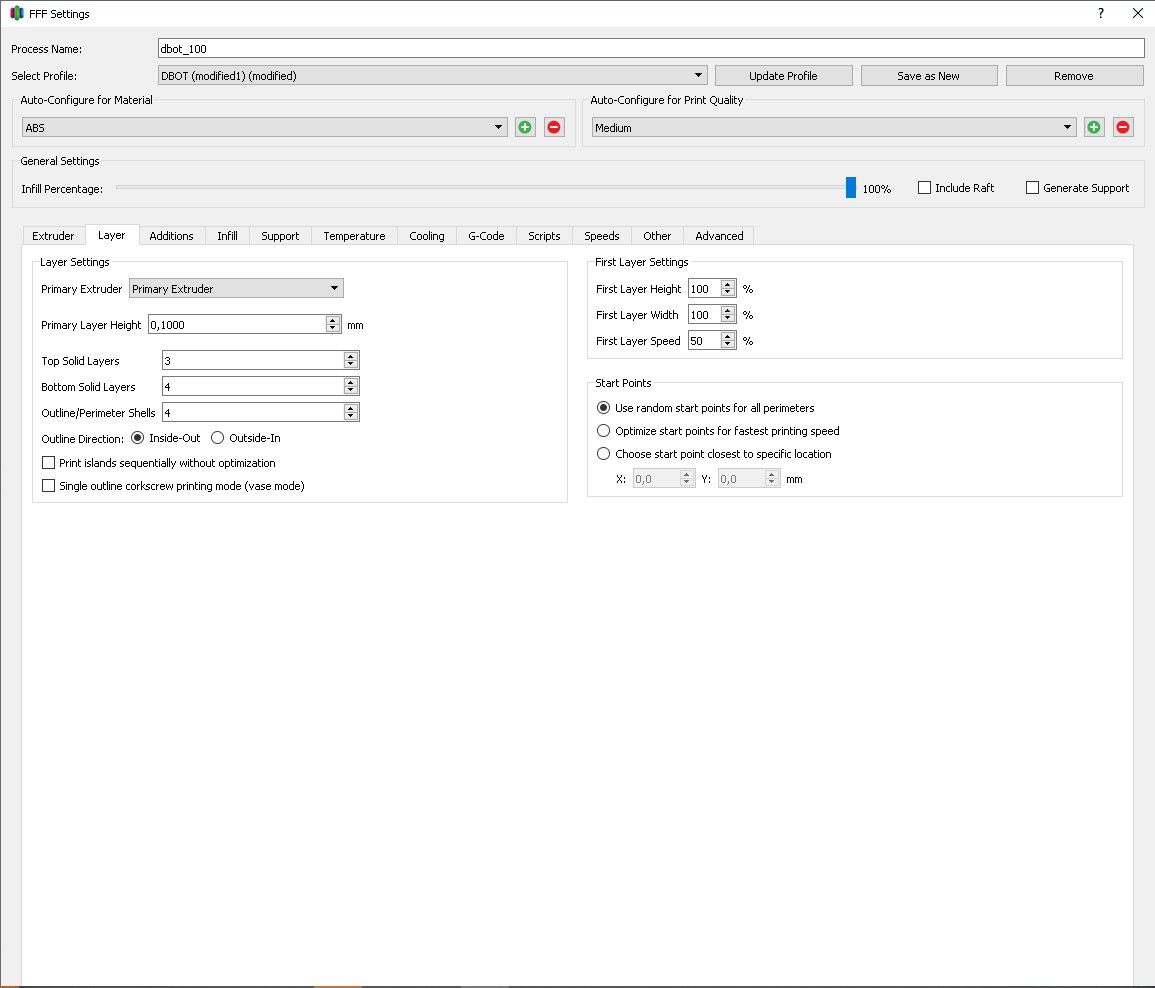 FFF Settings
Process Name: dbot_100
Select Profile: DBOT (modified1) (modified) Update Profile Save as New Remove
Auto-Configure for Material Auto-Configure for Print Quality
ABS Medium
General Settings
Infill Percentage: 100% Include Raft Generate Support
Extruder Layer Additions Infill Support Temperature Cooling G-Code Scripts Speeds Other Advanced
Layer Settings
Primary Extruder Primary Extruder
Primary Layer Height 0,1000 mm
Top Solid Layers 3
Bottom Solid Layers 4
Outline/Perimeter Shells 4
Outline Direction: Inside-Out Outside-In
Print islands sequentially without optimization
Single outline corkscrew printing mode (vase mode)
First Layer Settings
First Layer Height 100 %
First Layer Width 100 %
First Layer Speed 50 %
Start Points
Use random start points for all perimeters
Optimize start points for fastest printing speed
Choose start point closest to specific location
X: 0,0 Y: 0,0 mm